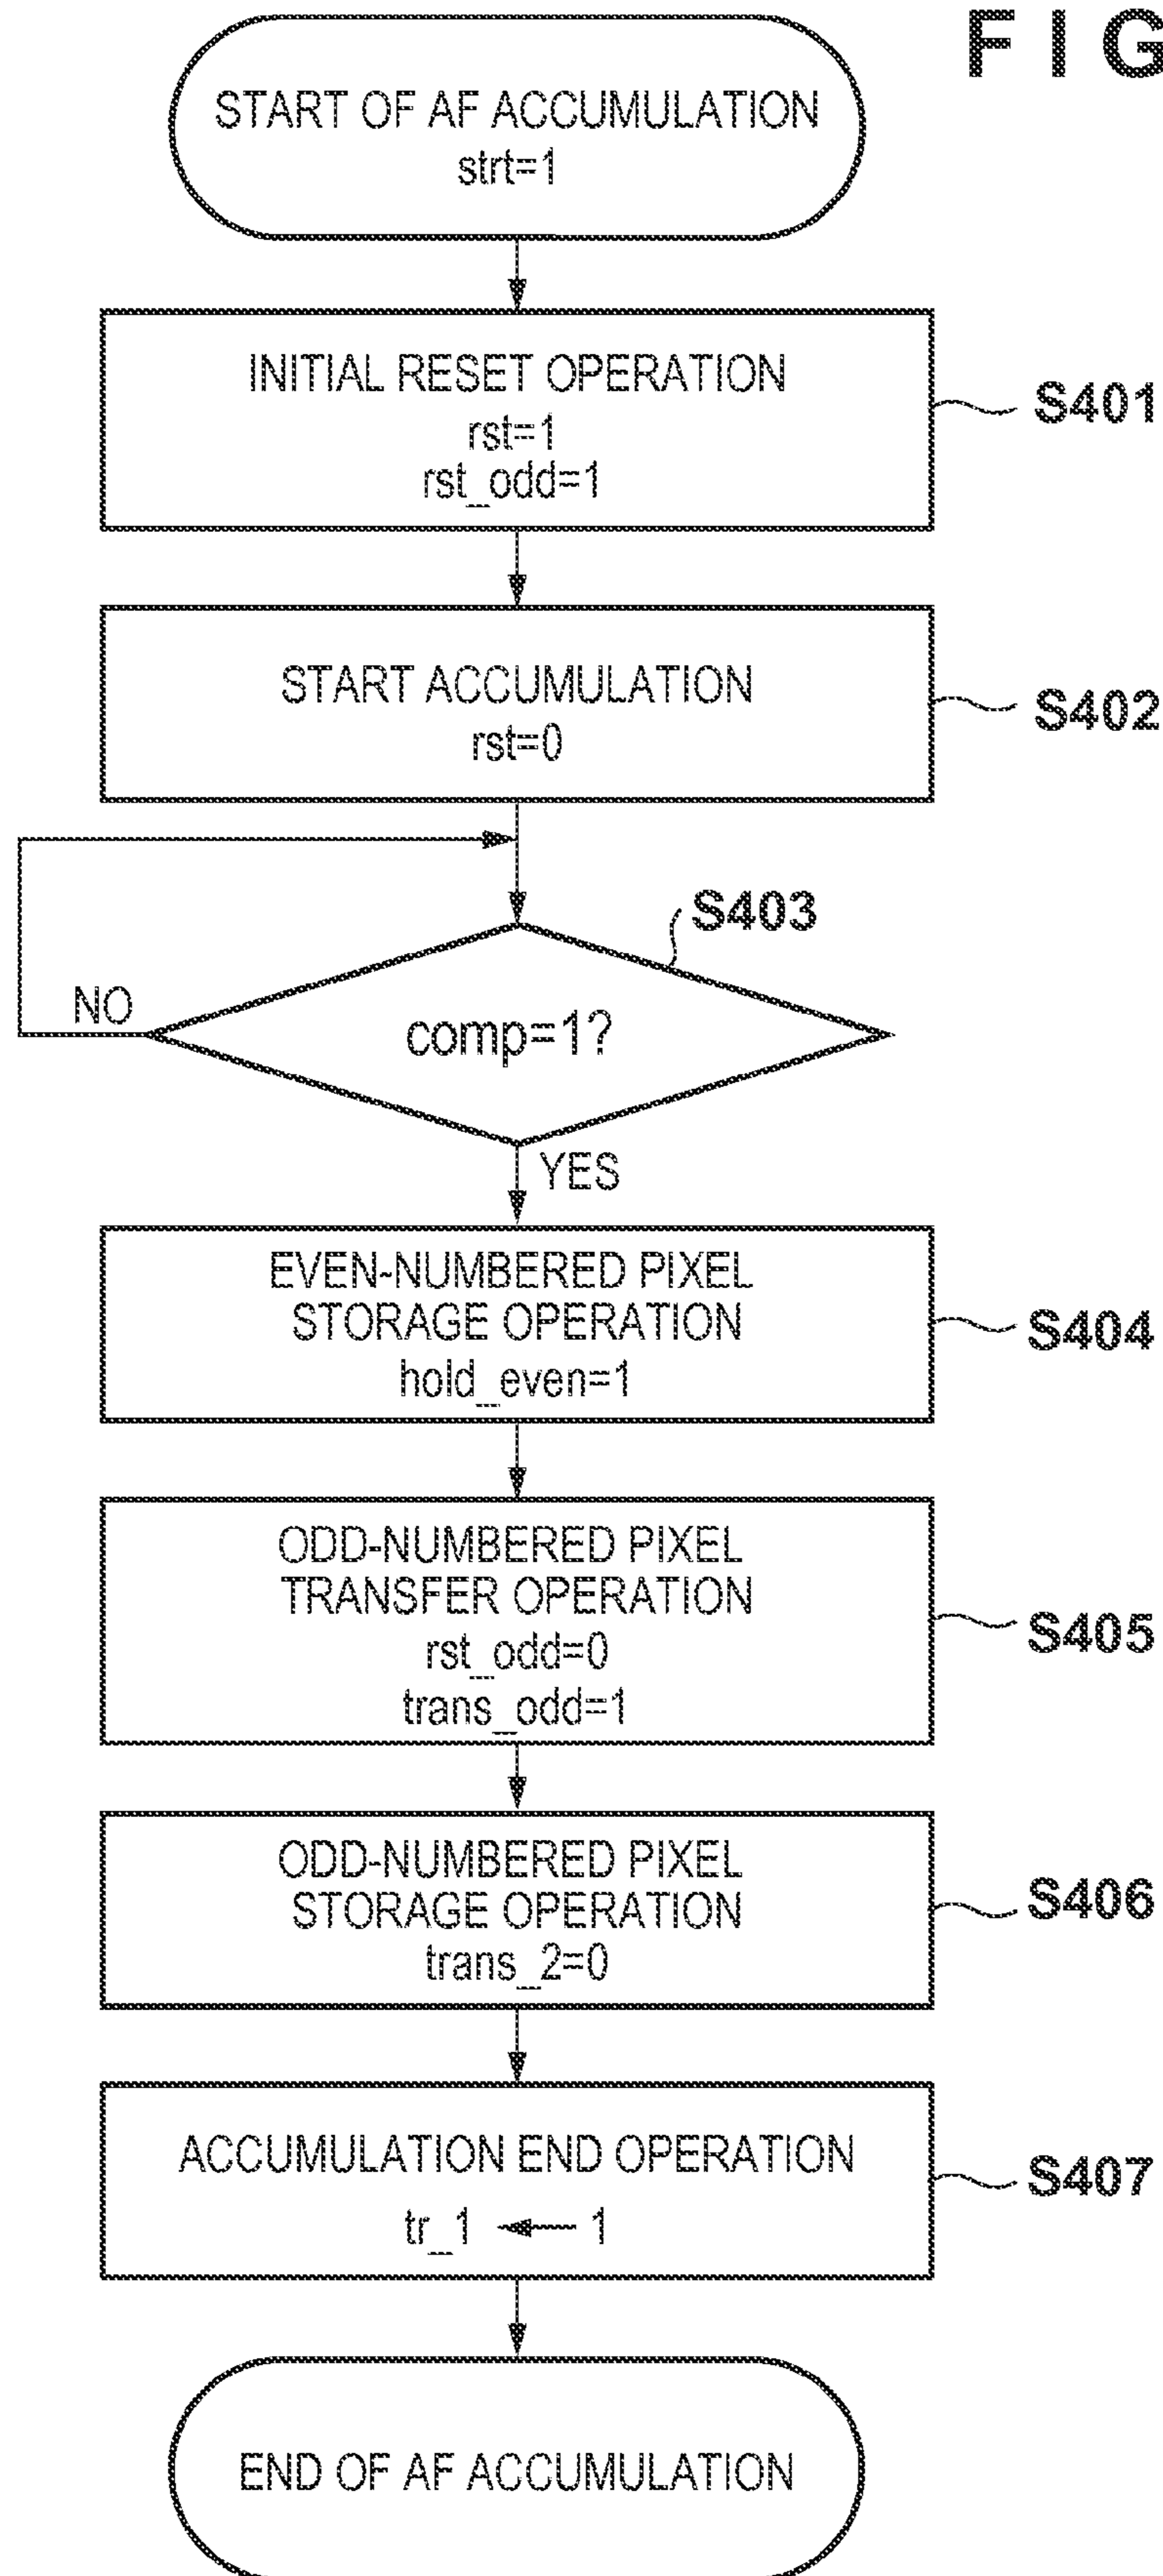 FIG
START OF AF ACCUMULATION
strt=1
INITIAL RESET OPERATION
rst=1
rst_odd=1
S401
START ACCUMULATION
rst=0
S402
S403
NO
comp=1?
YES
EVEN-NUMBERED PIXEL
STORAGE OPERATION
hold_even=1
S404
ODD-NUMBERED PIXEL
TRANSFER OPERATION
rst_odd=0
trans_odd=1
S405
ODD-NUMBERED PIXEL
STORAGE OPERATION
trans_2=0
S406
ACCUMULATION END OPERATION
tr_1 ← 1
S407
END OF AF ACCUMULATION